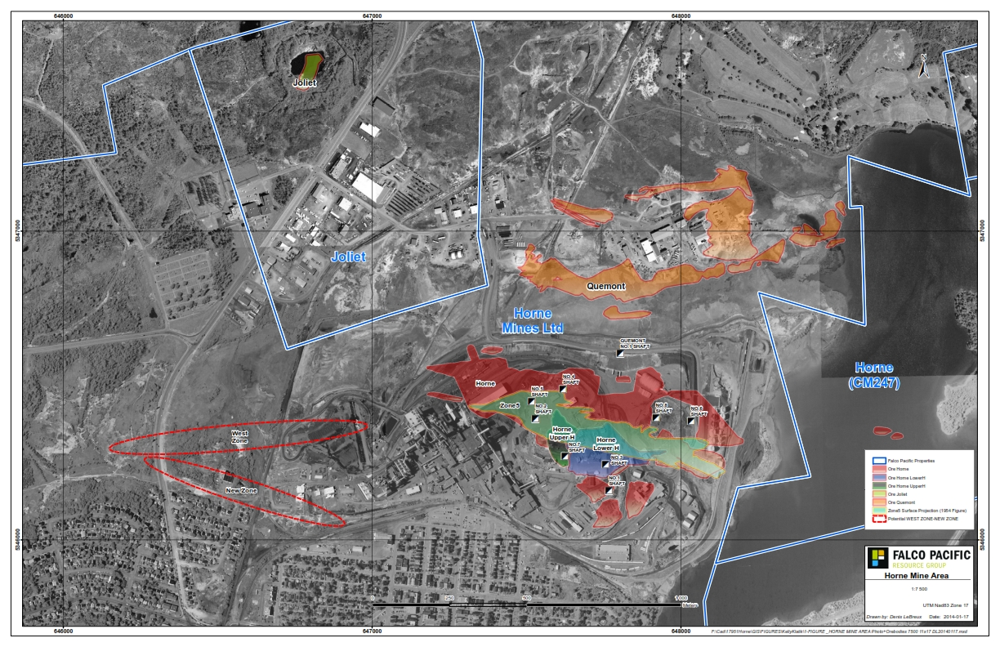 646000
647000
648000
Joliet
5347000
5347000
Joliet
Quemont
Horne
Mines Ltd
QUEMONT
NO.1 SHAFT
Horne
(CM247)
Horne
NO.4
SHAFT
NO.5
SHAFT
Zone5
NO.2
SHAFT
NO.8
SHAFT
NO.6
SHAFT
West
Zone
Horne
Upper H
Horne
Lower H
NO.7
SHAFT
NO.3
SHAFT
NO.1
SHAFT
New Zone
Falco Pacific Properties
Ore Horne
Ore Horne LowerH
Ore Horne UpperH
Ore Joliet
Ore Quemont
Zone5 Surface Projection (1954 Figure)
Potential WEST ZONE-NEW ZONE
5346000
5346000
FALCO PACIFIC
RESOURCE GROUP
Horne Mine Area
1:7 500
UTM Nad83 Zone 17
Drawn by: Denis LeBreux Date: 2014-01-17
0 250 500 1 000
Meters
646000
647000
648000